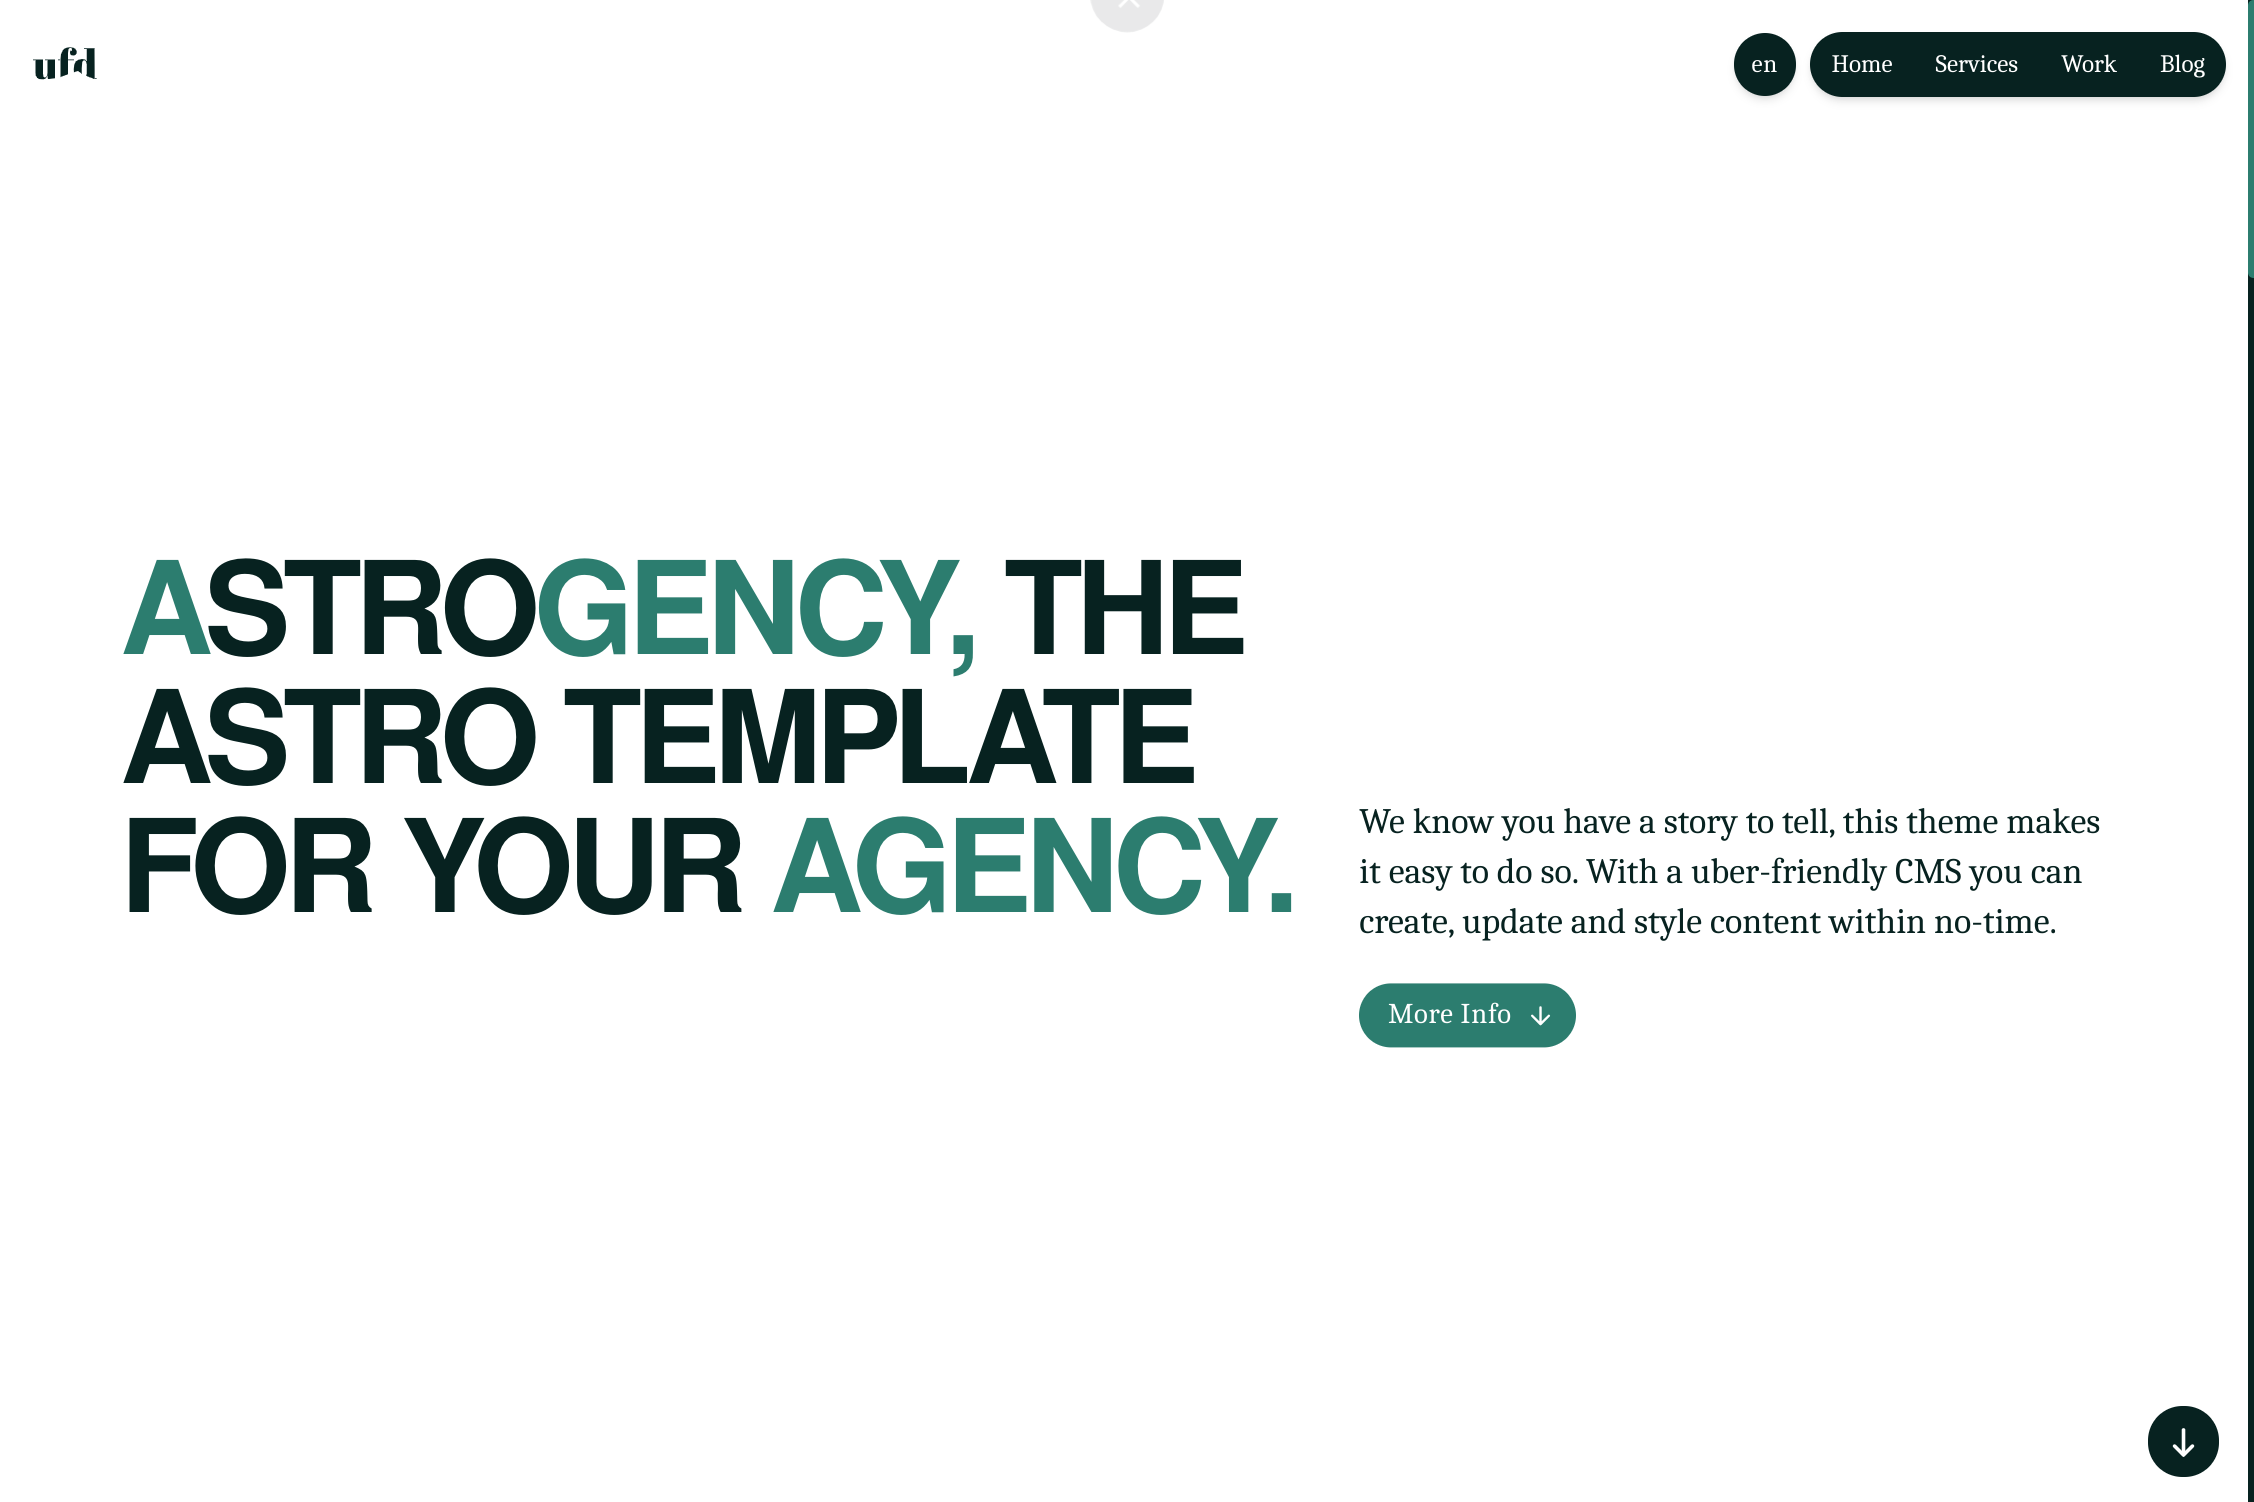 ufd
en
Home Services Work Blog
ASTROGENCY, THE
ASTRO TEMPLATE
FOR YOUR AGENCY.
We know you have a story to tell, this theme makes
it easy to do so. With a uber-friendly CMS you can
create, update and style content within no-time.
More Info